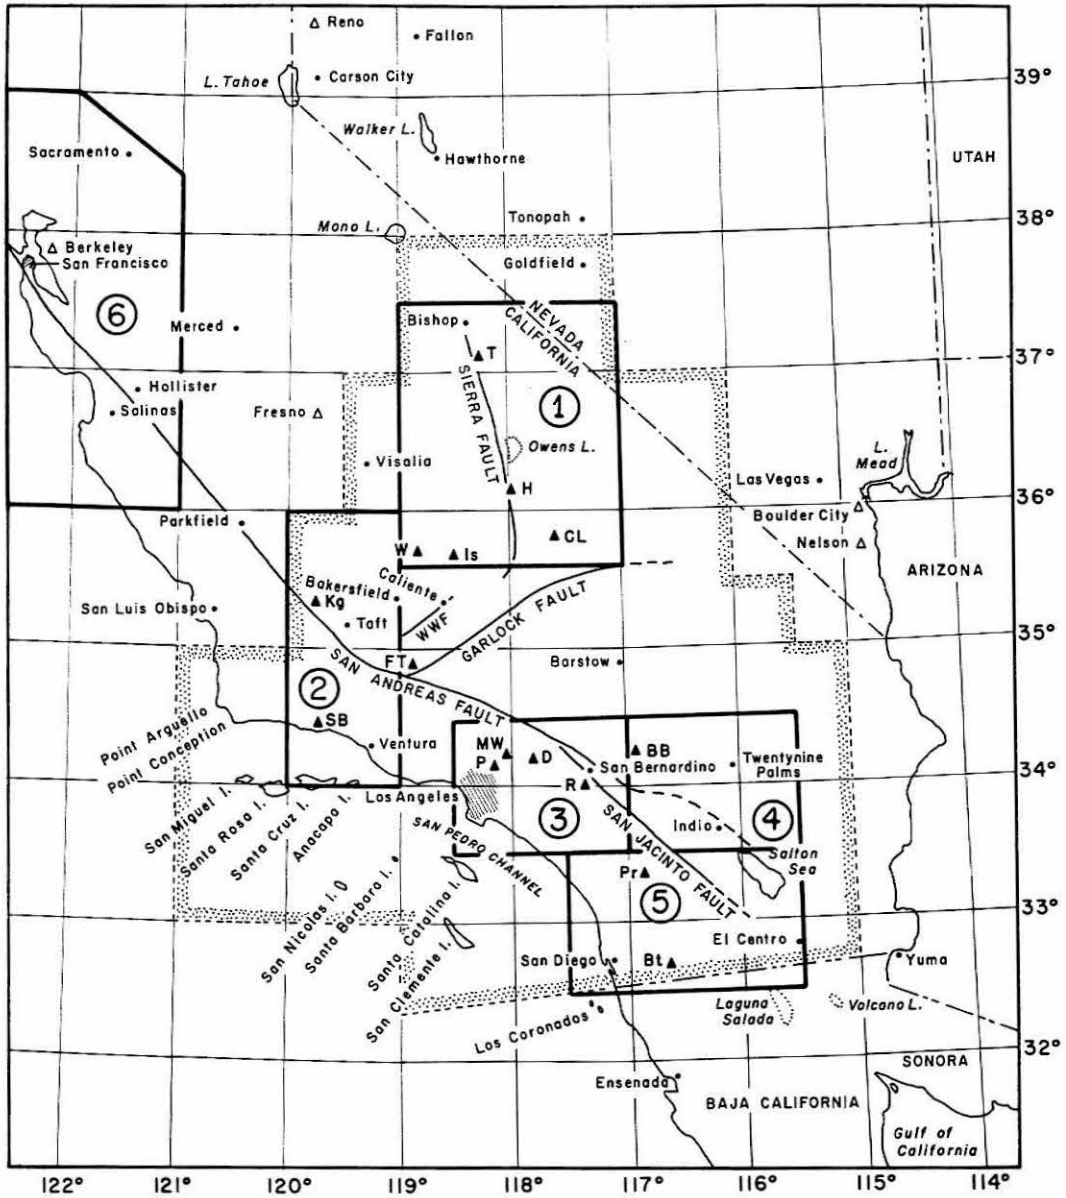 Reno
Fallon
L. Tahoe
Carson City
39°
Walker L.
Hawthorne
Sacramento
UTAH
Tonopah
38°
Mono L.
Berkeley
San Francisco
Goldfield
NEVADA
CALIFORNIA
6
Bishop
Merced
T
37°
SIERRA FAULT
Hollister
Salinas
Fresno
1
Owens L.
Visalia
L.
Mead
Las Vegas
H
36°
Parkfield
Boulder City
CL
Nelson
W
Is
ARIZONA
Caliente
Bakersfield
Kg
San Luis Obispo
Taft
WWF
GARLOCK FAULT
35°
FT
Barstow
SAN ANDREAS FAULT
2
SB
Point Arguello
Point Conception
Ventura
MW
P
D
BB
San Bernardino
Twentynine
Palms
34°
R
Los Angeles
San Miguel I.
Santa Rosa I.
Santa Cruz I.
Anacapa I.
3
4
SAN PEDRO CHANNEL
SAN JACINTO FAULT
Indio
Salton
Sea
Pr
5
33°
San Nicolas I.
Santa Barbara I.
Santa Catalina I.
San Clemente I.
El Centro
San Diego
Bt
Yuma
Laguna
Salada
Volcano L.
Los Coronados
32°
SONORA
Ensenada
BAJA CALIFORNIA
Gulf of
California
122°
121°
120°
119°
118°
117°
116°
115°
114°